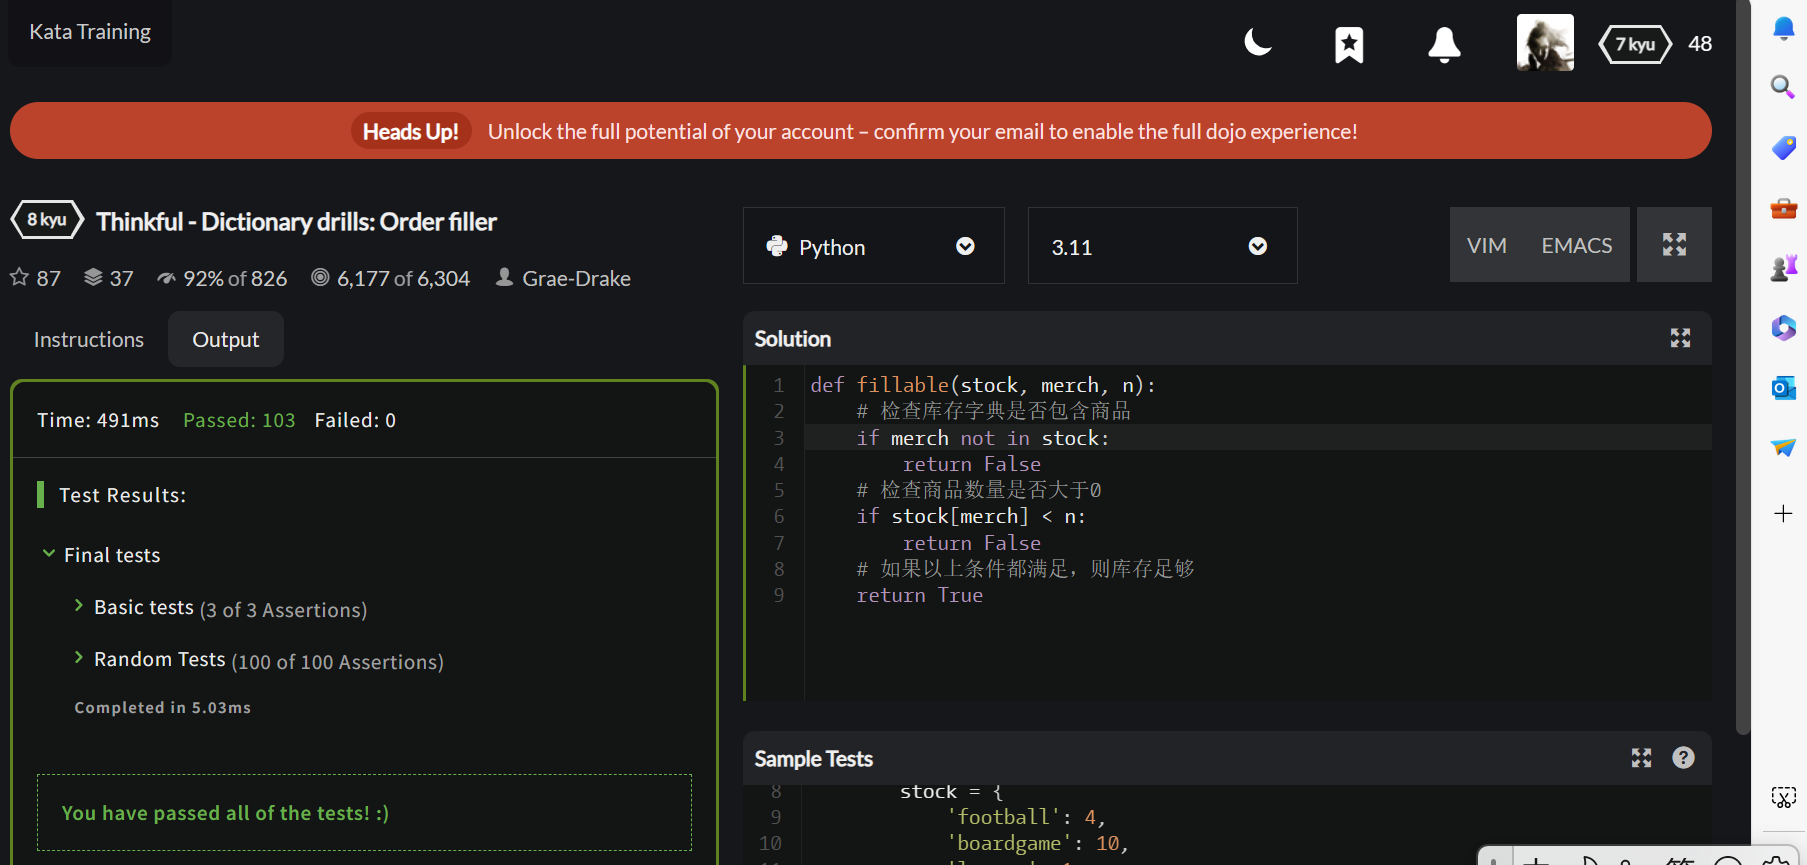 Kata Training
7 kyu 48
Heads Up! Unlock the full potential of your account – confirm your email to enable the full dojo experience!
8 kyu Thinkful - Dictionary drills: Order filler
87 37 92% of 826 6,177 of 6,304 Grae-Drake
Python 3.11 VIM EMACS
Instructions Output
Time: 491ms Passed: 103 Failed: 0
Test Results:
Final tests
Basic tests (3 of 3 Assertions)
Random Tests (100 of 100 Assertions)
Completed in 5.03ms
You have passed all of the tests! :)
Solution
1 def fillable(stock, merch, n):
2 # 检查库存字典是否包含商品
3 if merch not in stock:
4 return False
5 # 检查商品数量是否大于0
6 if stock[merch] < n:
7 return False
8 # 如果以上条件都满足，则库存足够
9 return True
Sample Tests
8 stock = {
9 'football': 4,
10 'boardgame': 10,